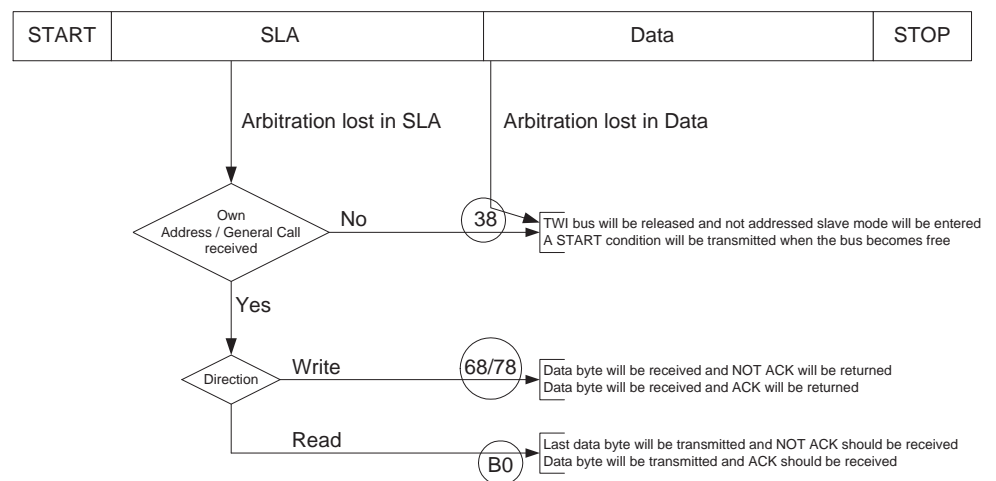 START SLA Data STOP
Arbitration lost in SLA Arbitration lost in Data
Own
Address / General Call
received
No 38
TWI bus will be released and not addressed slave mode will be entered
A START condition will be transmitted when the bus becomes free
Yes
Direction
Write 68/78
Data byte will be received and NOT ACK will be returned
Data byte will be received and ACK will be returned
Read B0
Last data byte will be transmitted and NOT ACK should be received
Data byte will be transmitted and ACK should be received